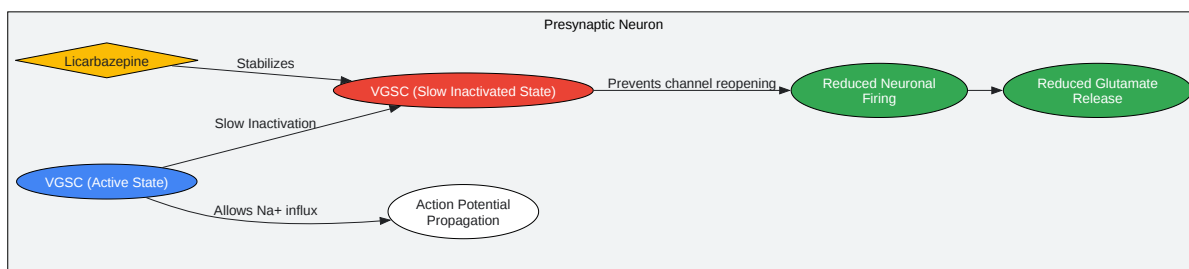 Presynaptic Neuron
Licarbazepine
Stabilizes
VGSC (Slow Inactivated State)
Prevents channel reopening
Reduced Neuronal
Firing
Reduced Glutamate
Release
Slow Inactivation
VGSC (Active State)
Allows Na+ influx
Action Potential
Propagation